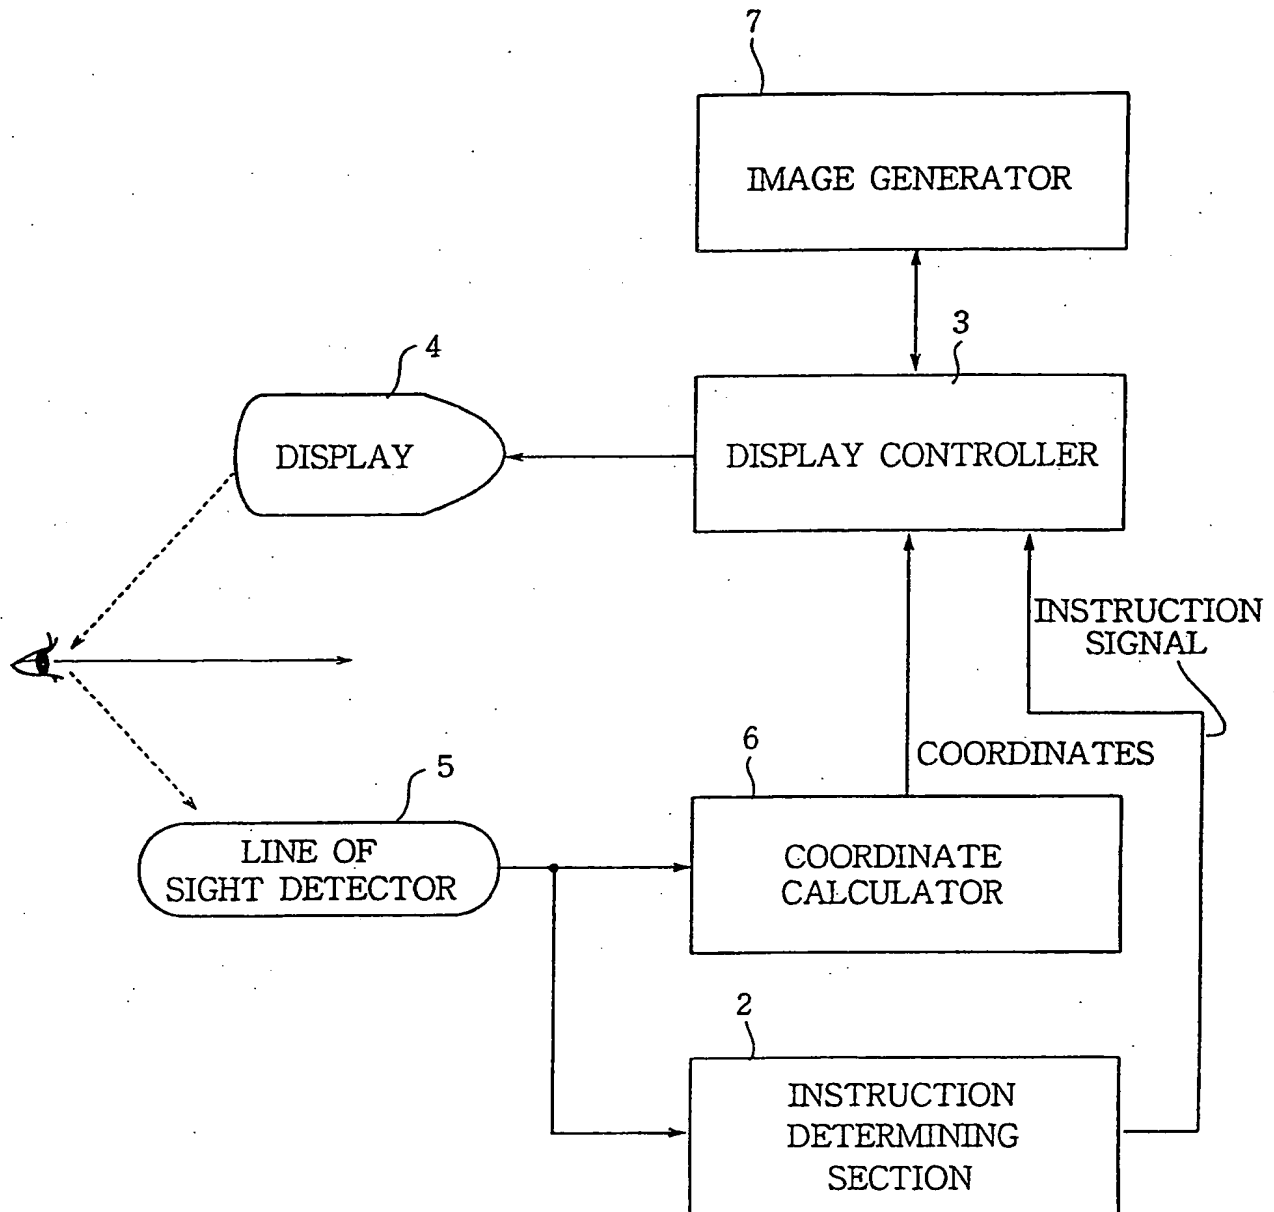 7
IMAGE GENERATOR
3
4
DISPLAY
DISPLAY CONTROLLER
INSTRUCTION
SIGNAL
6
COORDINATES
5
LINE OF
SIGHT DETECTOR
COORDINATE
CALCULATOR
2
INSTRUCTION
DETERMINING
SECTION